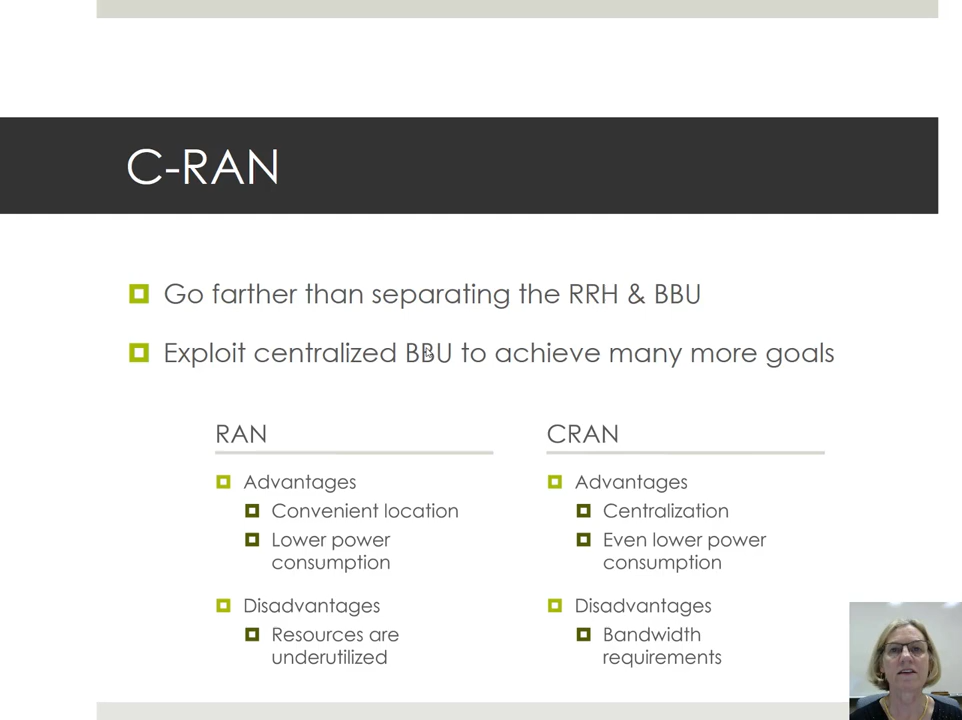 C-RAN
Go farther than separating the RRH & BBU
Exploit centralized BBU to achieve many more goals
RAN
Advantages
Convenient location
Lower power
consumption
Disadvantages
Resources are
underutilized
CRAN
Advantages
Centralization
Even lower power
consumption
Disadvantages
Bandwidth
requirements